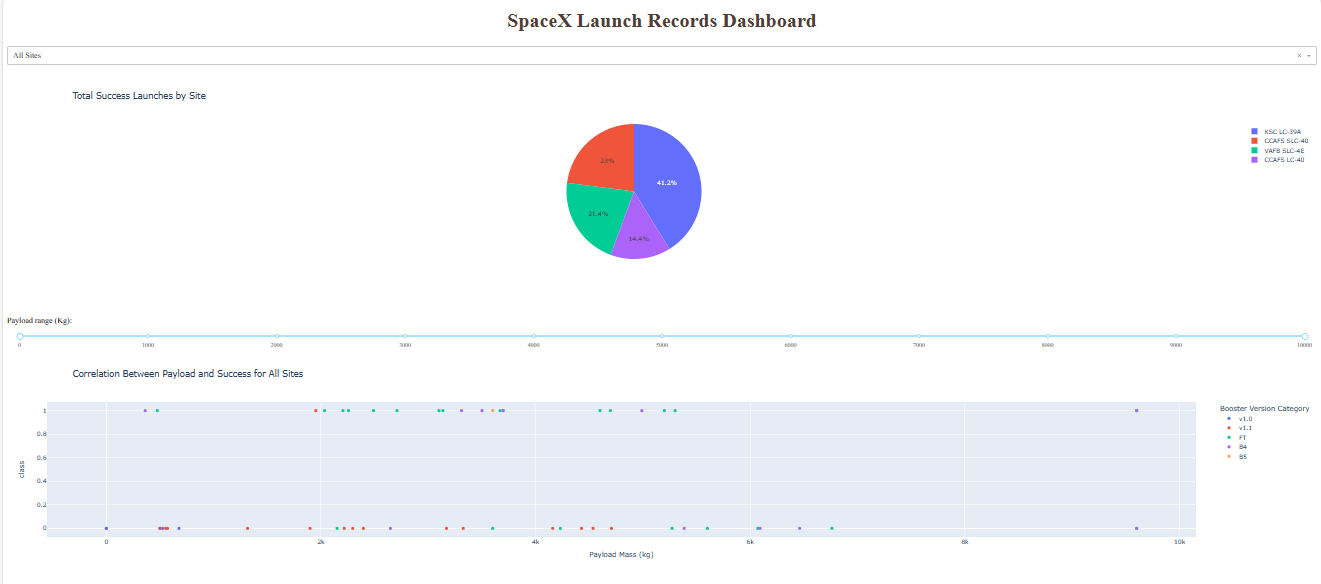 SpaceX Launch Records Dashboard
All Sites
Total Success Launches by Site
KSC LC-39A
CCAFS SLC-40
VAFB SLC-4E
CCAFS LC-40
23%
41.2%
21.4%
14.4%
Payload range (Kg):
0 1000 2000 3000 4000 5000 6000 7000 8000 9000 10000
Correlation Between Payload and Success for All Sites
Booster Version Category
v1.0
v1.1
FT
B4
B5
class
1
0.8
0.6
0.4
0.2
0
0 2k 4k 6k 8k 10k
Payload Mass (kg)